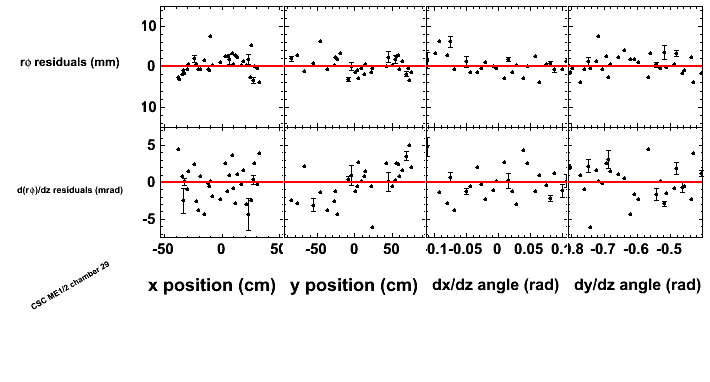 10
rϕ residuals (mm)
0
10
5
d(rϕ)/dz residuals (mrad)
0
-5
-50 0 50 -50 0 50 -0.1 -0.05 0 0.05 0.1 -0.8 -0.7 -0.6 -0.5
x position (cm) y position (cm) dx/dz angle (rad) dy/dz angle (rad)
CSC ME1/2 chamber 29